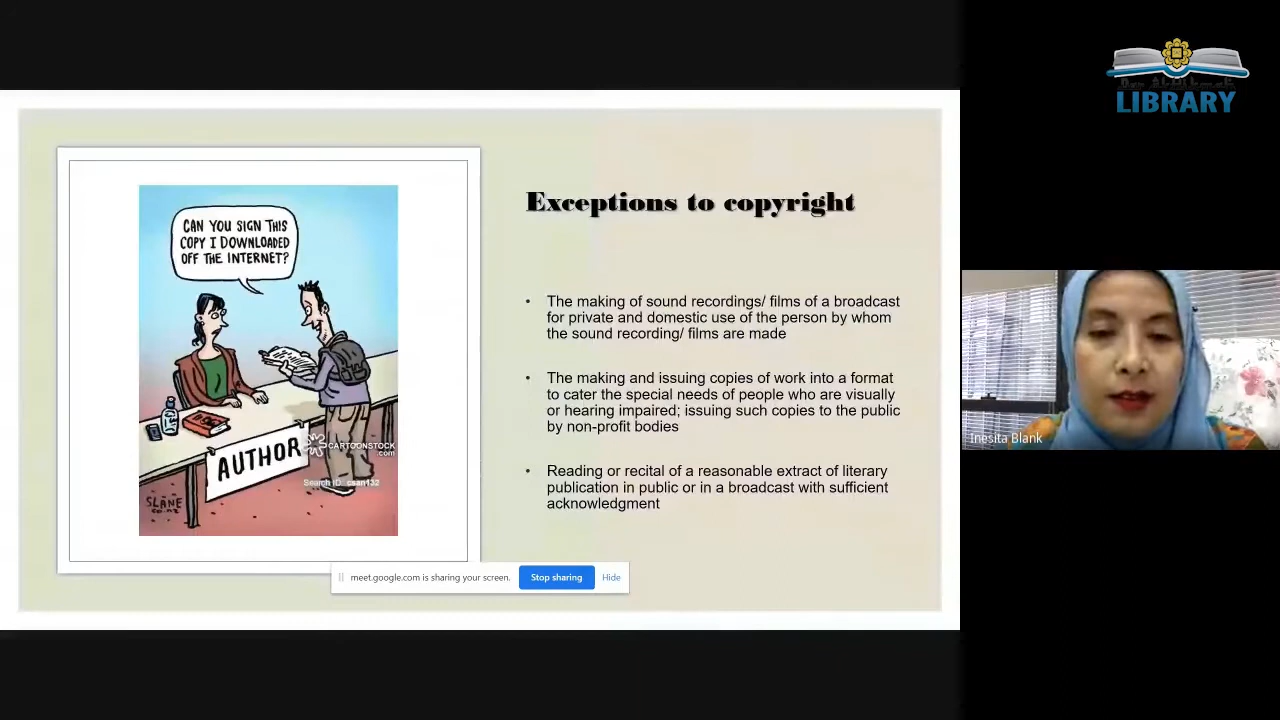 LIBRARY
CAN YOU SIGN THIS
COPY I DOWNLOADED
OFF THE INTERNET?
AUTHOR
CARTOONSTOCK
.com
Search ID: csan132
SLANE
co.nz
Exceptions to copyright
• The making of sound recordings/ films of a broadcast
for private and domestic use of the person by whom
the sound recording/ films are made
• The making and issuing copies of work into a format
to cater the special needs of people who are visually
or hearing impaired; issuing such copies to the public
by non-profit bodies
• Reading or recital of a reasonable extract of literary
publication in public or in a broadcast with sufficient
acknowledgment
meet.google.com is sharing your screen. Stop sharing Hide
Inesita Blank